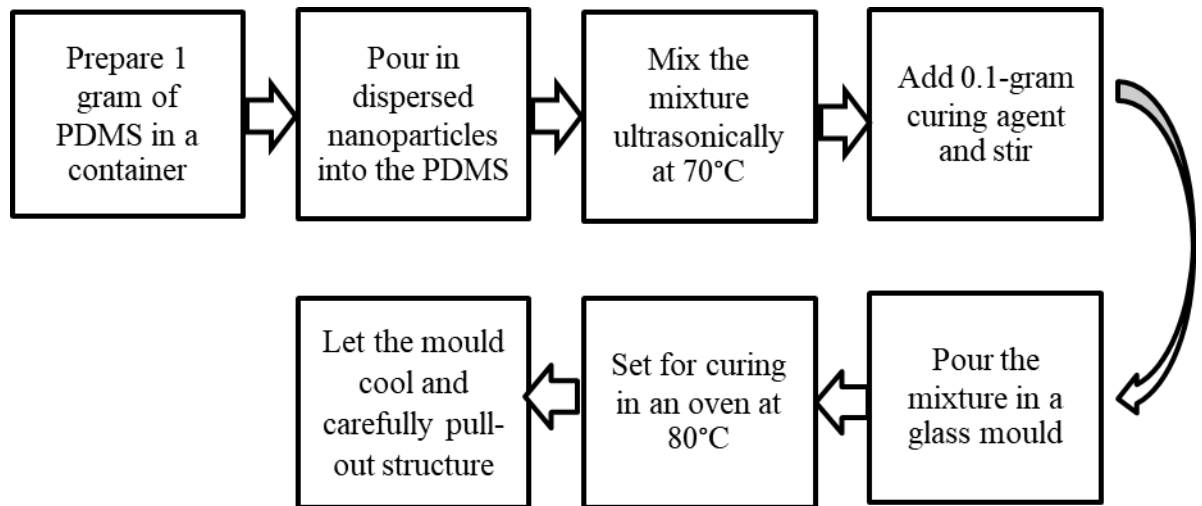 Prepare 1
gram of
PDMS in a
container
Pour in
dispersed
nanoparticles
into the PDMS
Mix the
mixture
ultrasonically
at 70°C
Add 0.1-gram
curing agent
and stir
Pour the
mixture in a
glass mould
Set for curing
in an oven at
80°C
Let the mould
cool and
carefully pull-
out structure